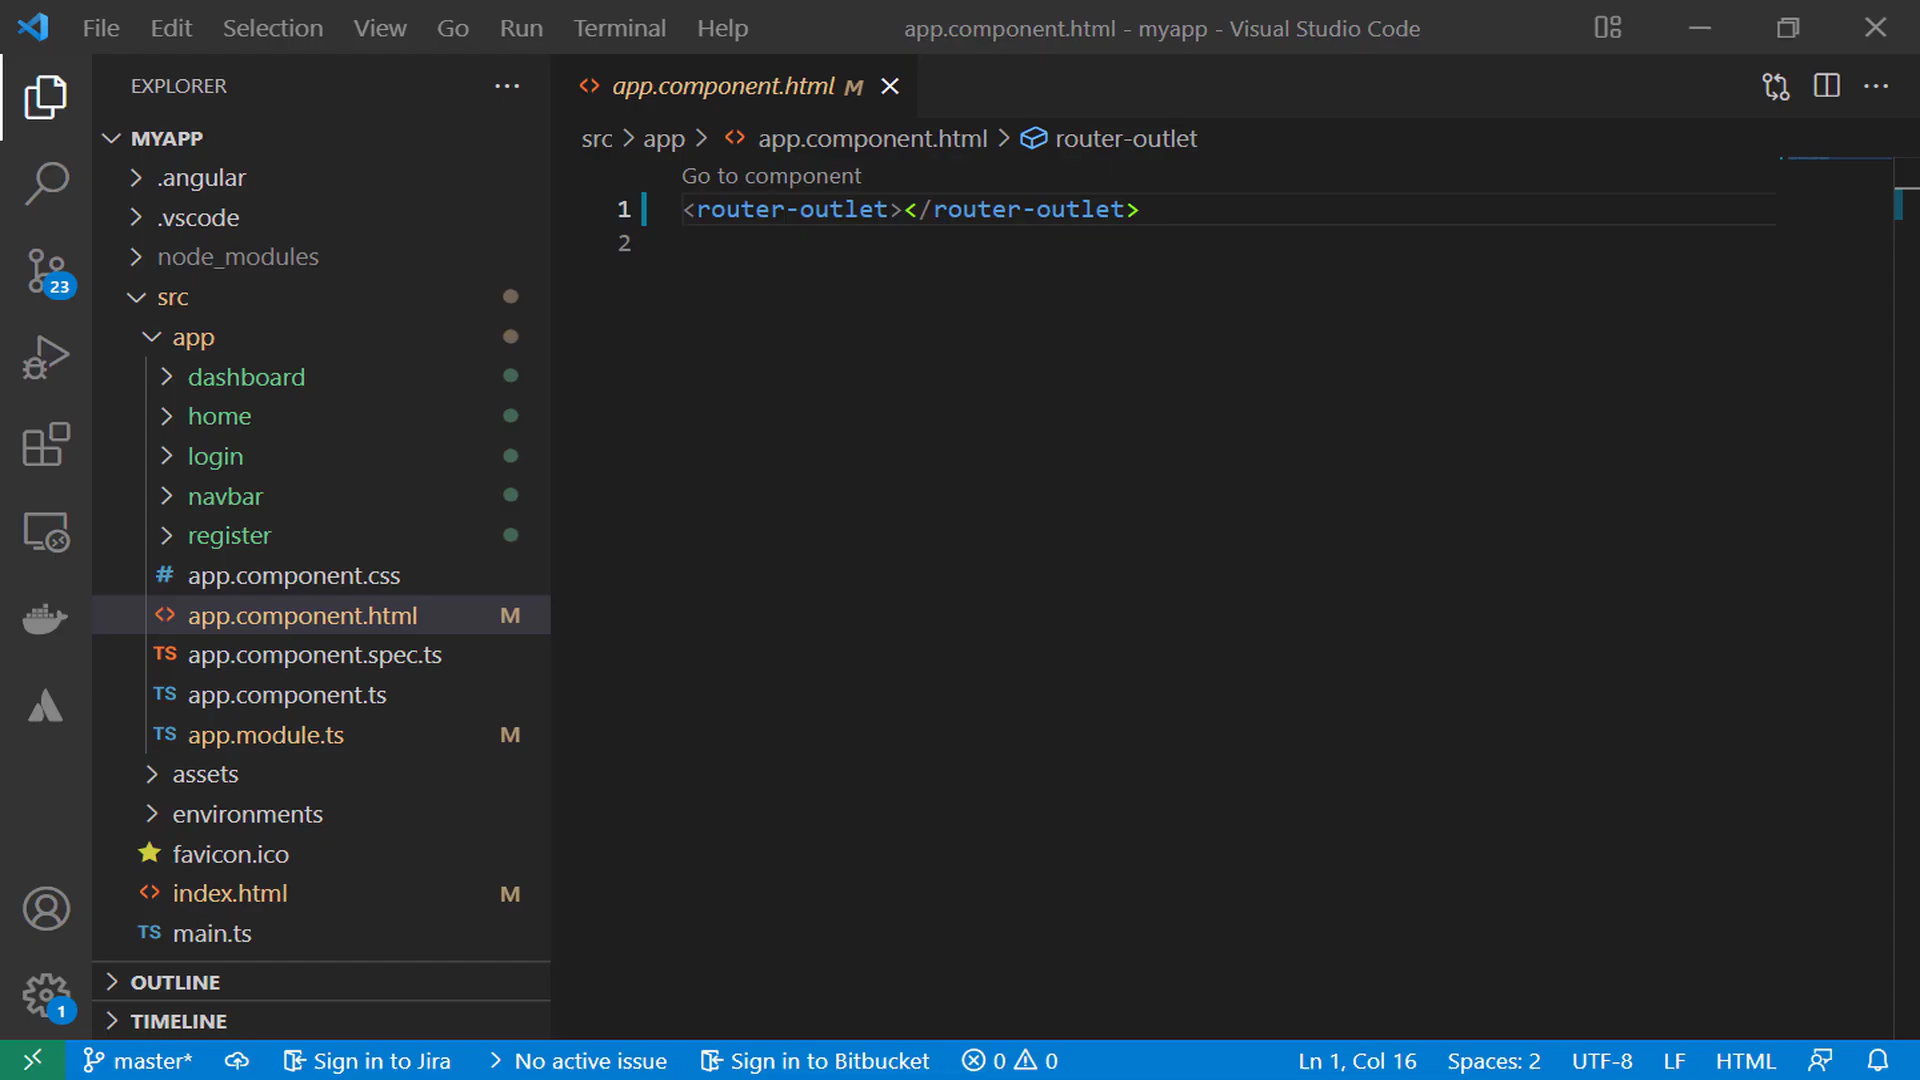 File Edit Selection View Go Run Terminal Help app.component.html - myapp - Visual Studio Code
EXPLORER
app.component.html M
MYAPP
src > app > app.component.html > router-outlet
.angular
Go to component
.vscode
1 <router-outlet></router-outlet>
2
node_modules
23
src
app
dashboard
home
login
navbar
register
# app.component.css
<> app.component.html M
TS app.component.spec.ts
TS app.component.ts
TS app.module.ts M
assets
environments
favicon.ico
<> index.html M
TS main.ts
OUTLINE
1
TIMELINE
master* Sign in to Jira No active issue Sign in to Bitbucket 0 0 Ln 1, Col 16 Spaces: 2 UTF-8 LF HTML